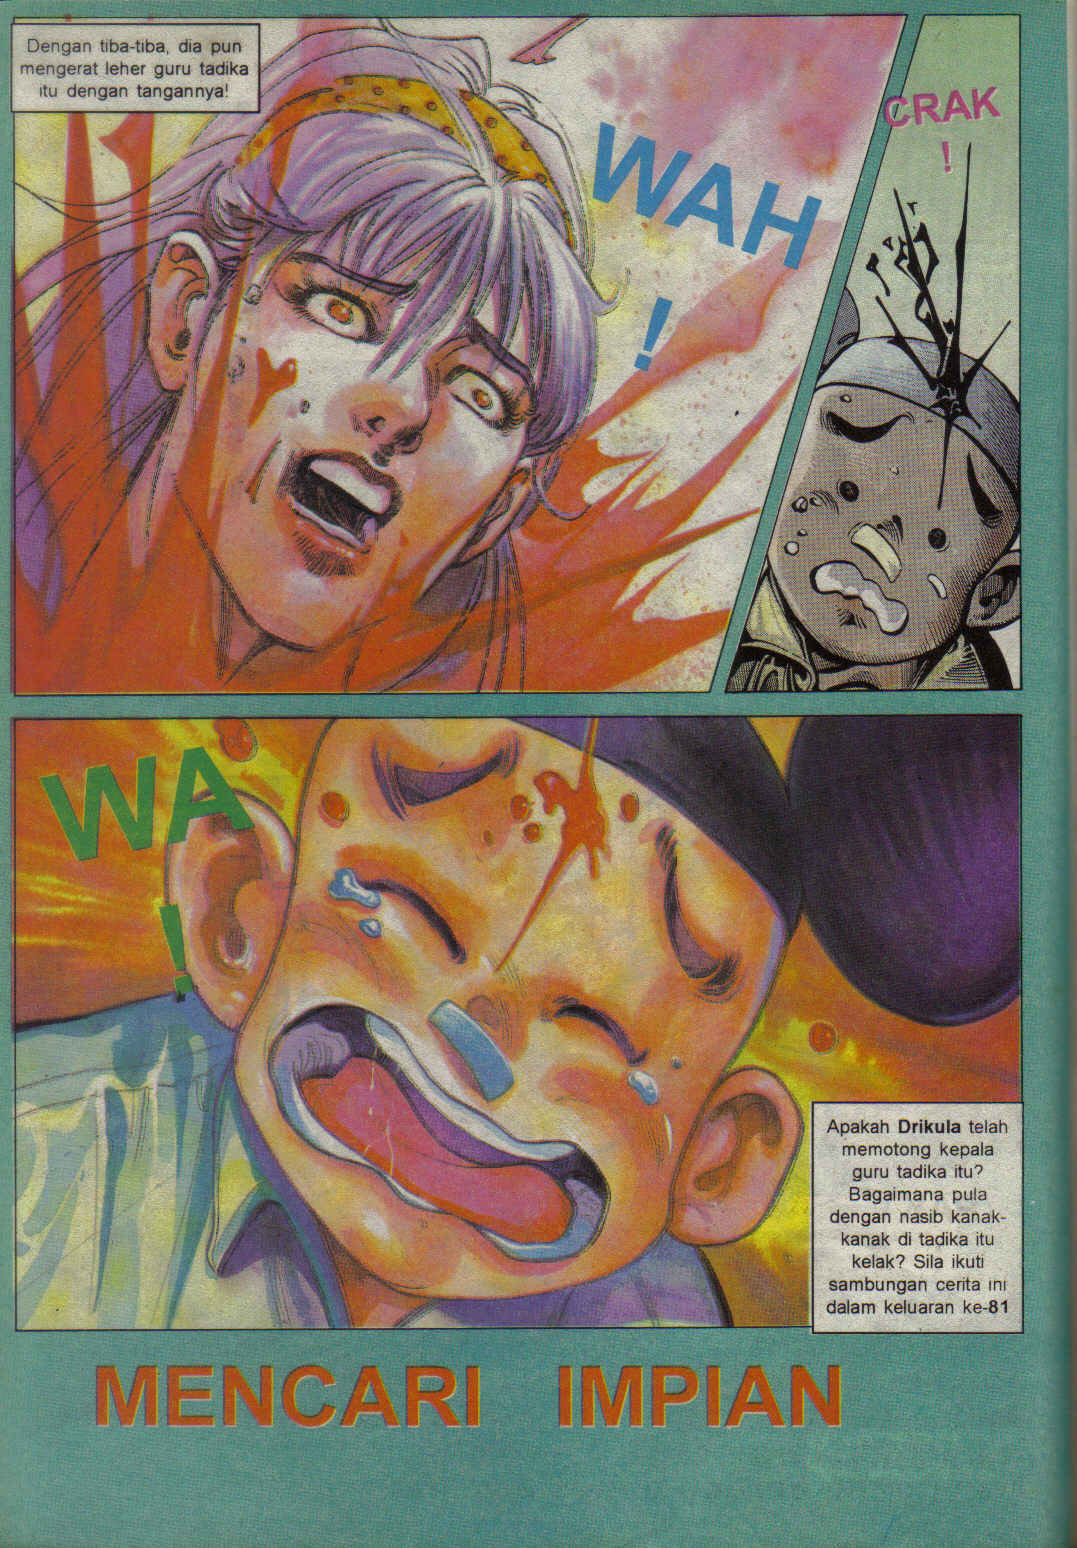 Dengan tiba-tiba, dia pun
mengerat leher guru tadika
itu dengan tangannya!
WAH
!
CRAK
!
WA
!
Apakah Drikula telah
memotong kepala
guru tadika itu?
Bagaimana pula
dengan nasib kanak-
kanak di tadika itu
kelak? Sila ikuti
sambungan cerita ini
dalam keluaran ke-81
MENCARI IMPIAN